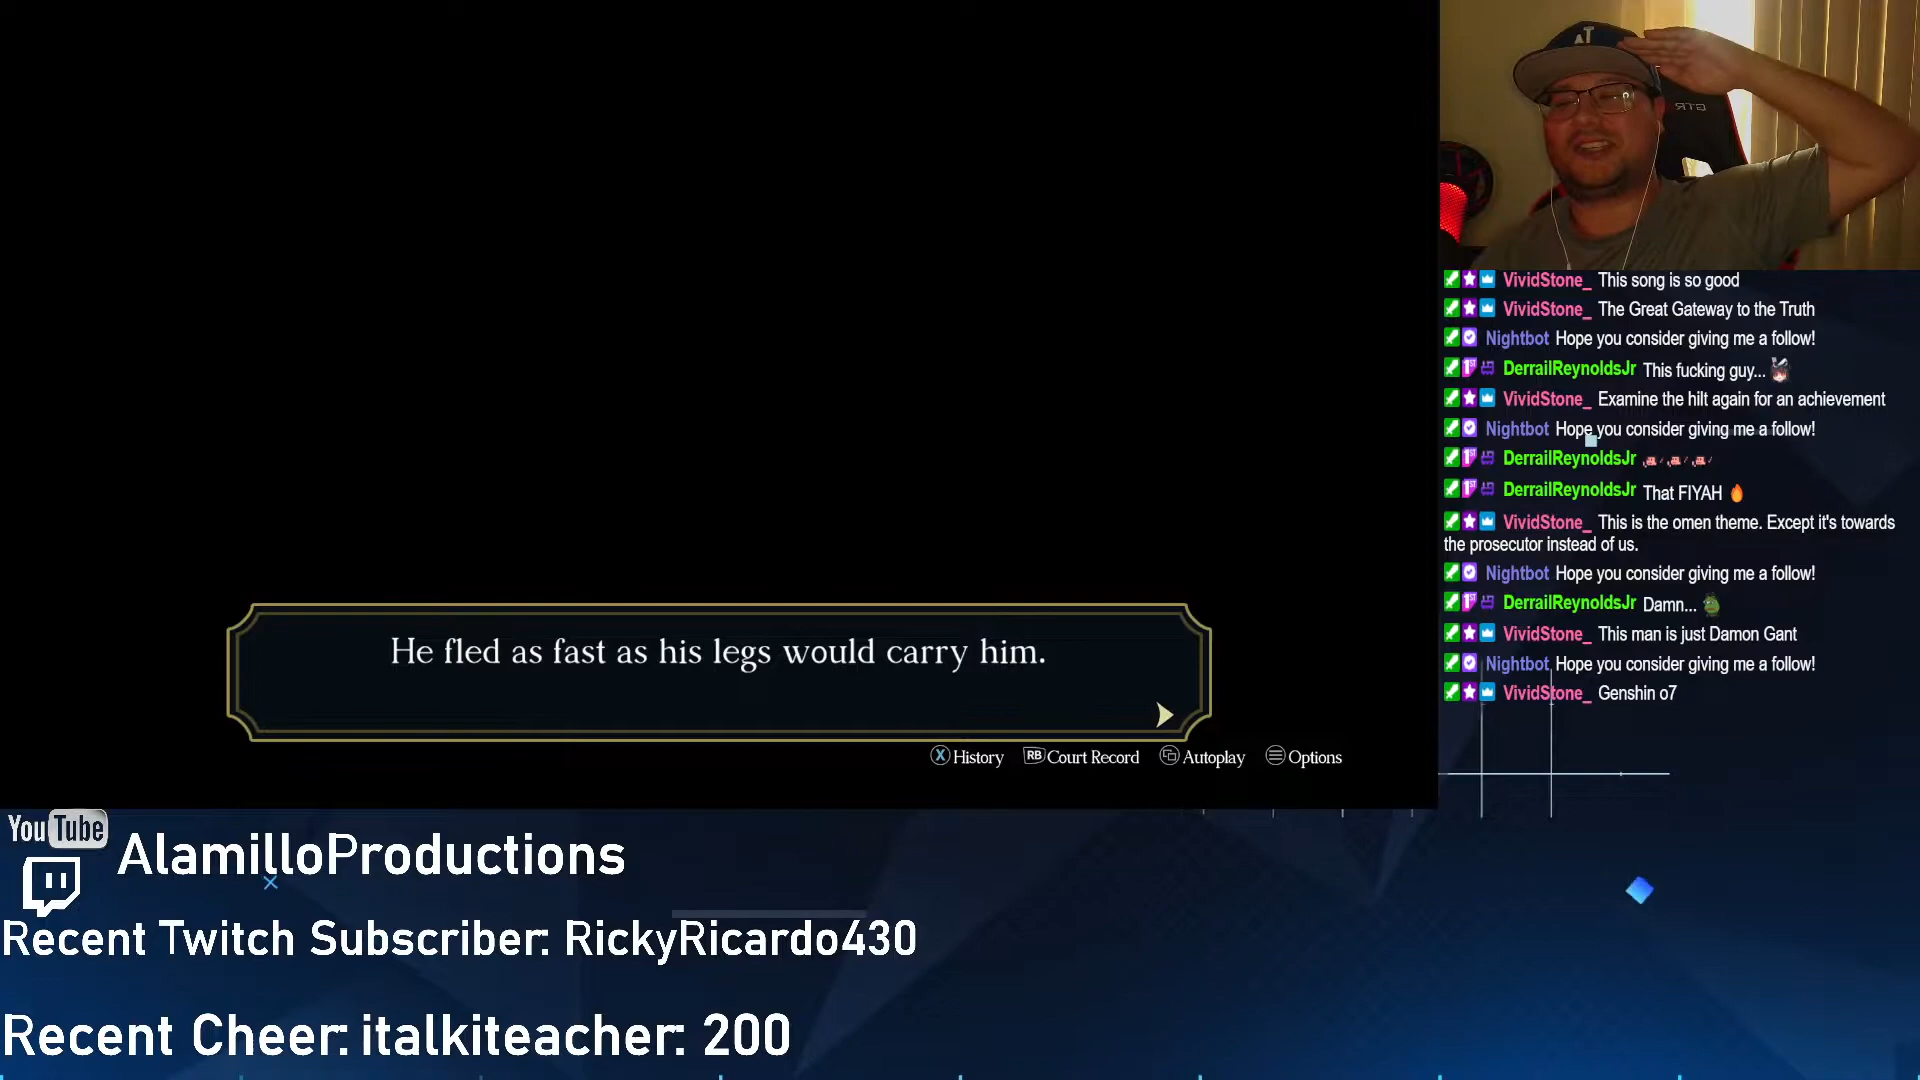 AT
GTR
VividStone_ This song is so good
VividStone_ The Great Gateway to the Truth
Nightbot Hope you consider giving me a follow!
DerrailReynoldsJr This fucking guy...
VividStone_ Examine the hilt again for an achievement
Nightbot Hope you consider giving me a follow!
DerrailReynoldsJr
DerrailReynoldsJr That FIYAH 🔥
VividStone_ This is the omen theme. Except it's towards
the prosecutor instead of us.
Nightbot Hope you consider giving me a follow!
DerrailReynoldsJr Damn...
VividStone_ This man is just Damon Gant
Nightbot Hope you consider giving me a follow!
VividStone_ Genshin o7
He fled as fast as his legs would carry him.
X History RB Court Record Autoplay Options
YouTube
AlamilloProductions
Recent Twitch Subscriber: RickyRicardo430
Recent Cheer: italkiteacher: 200